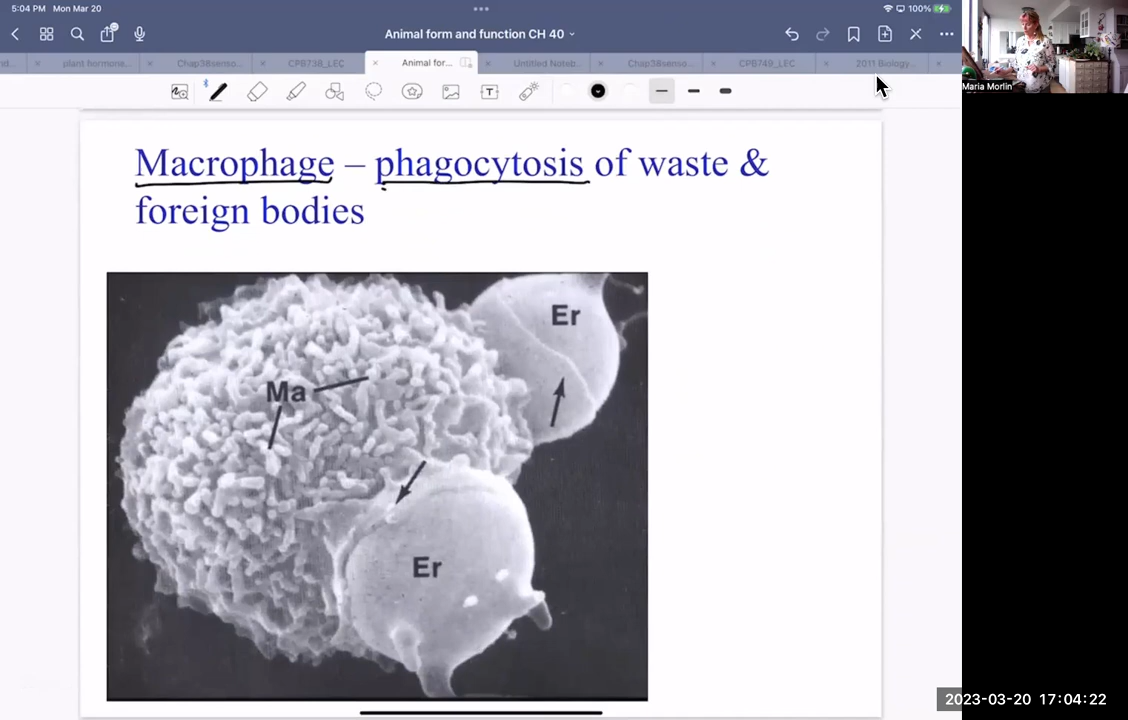 5:04 PM Mon Mar 20
100%
Animal form and function CH 40
plant hormone...
Chap38senso...
CPB738_LEC
Animal for...
Untitled Noteb...
Chap38senso...
CPB749_LEC
2011 Biology...
T
Maria Morlin
Macrophage – phagocytosis of waste &
foreign bodies
Er
Ma
Er
2023-03-20 17:04:22